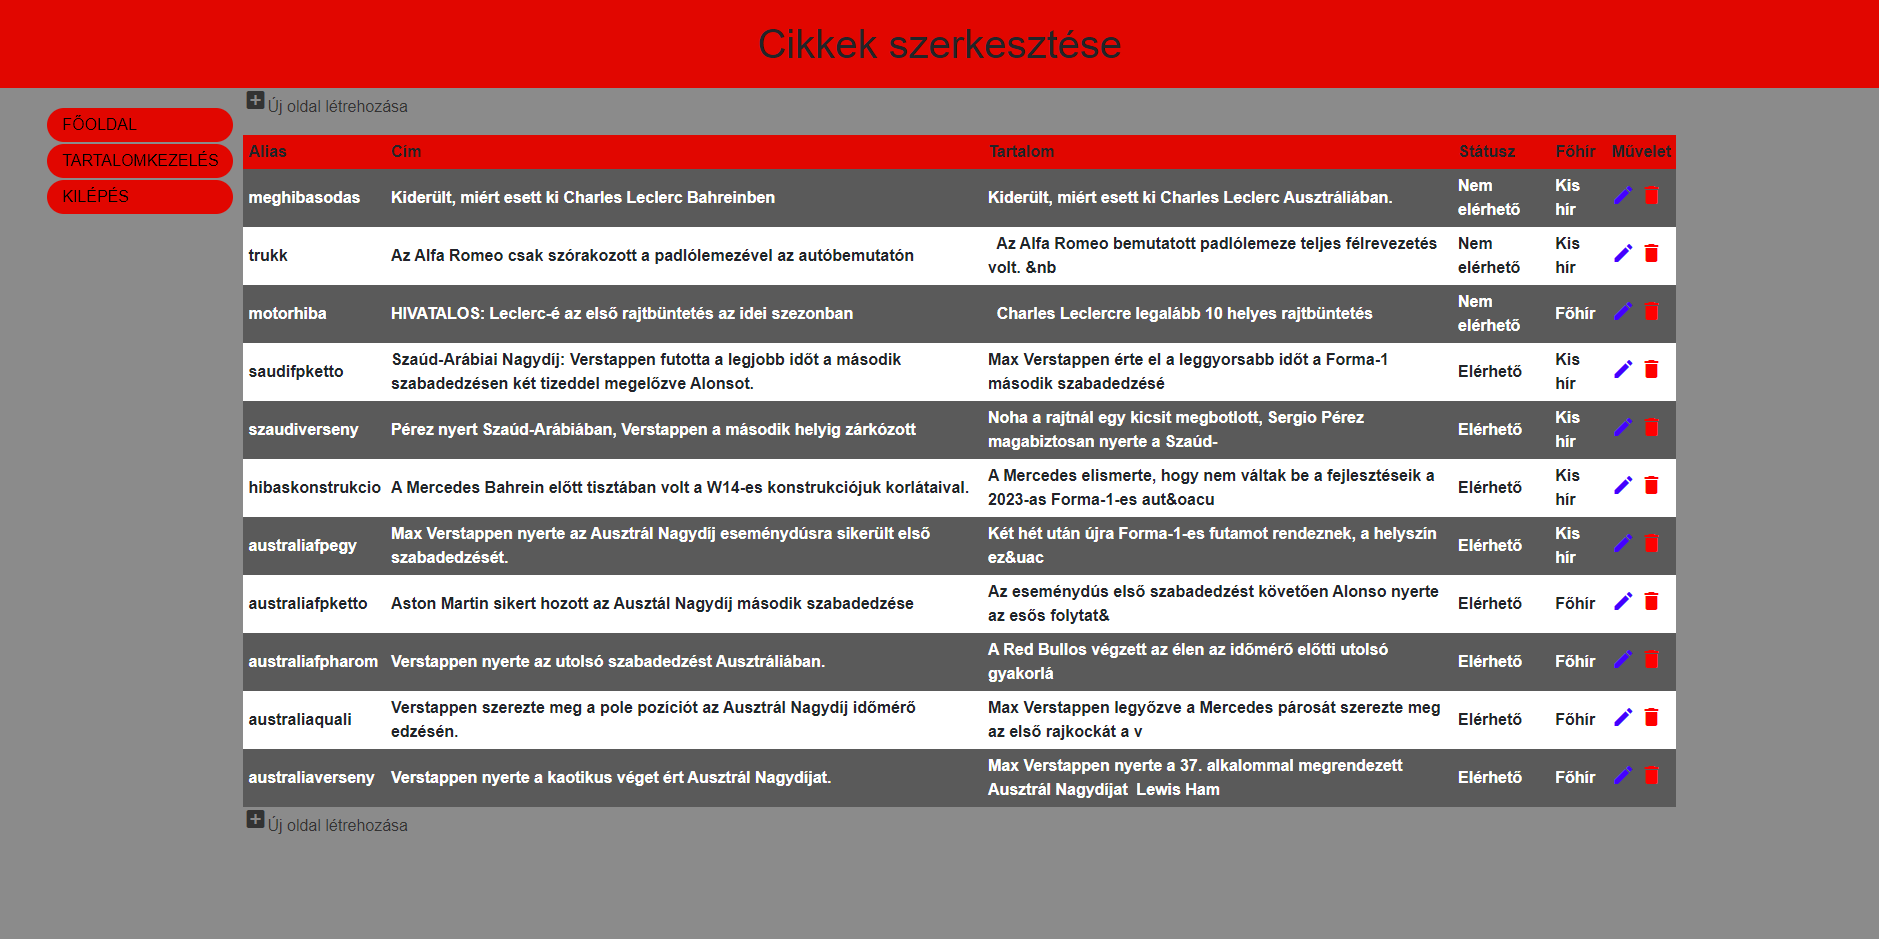 Cikkek szerkesztése
FŐOLDAL
TARTALOMKEZELÉS
KILÉPÉS
Új oldal létrehozása
Alias Cím Tartalom Státusz Főhír Művelet
meghibasodas Kiderült, miért esett ki Charles Leclerc Bahreinben Kiderült, miért esett ki Charles Leclerc Ausztráliában. Nem elérhető Kis hír
trukk Az Alfa Romeo csak szórakozott a padlólemezével az autóbemutatón Az Alfa Romeo bemutatott padlólemeze teljes félrevezetés volt. &nb Nem elérhető Kis hír
motorhiba HIVATALOS: Leclerc-é az első rajtbüntetés az idei szezonban Charles Leclercre legalább 10 helyes rajtbüntetés Nem elérhető Főhír
saudifpketto Szaúd-Arábiai Nagydíj: Verstappen futotta a legjobb időt a második szabadedzésen két tizeddel megelőzve Alonsot. Max Verstappen érte el a leggyorsabb időt a Forma-1 második szabadedzésé Elérhető Kis hír
szaudiverseny Pérez nyert Szaúd-Arábiában, Verstappen a második helyig zárkózott Noha a rajtnál egy kicsit megbotlott, Sergio Pérez magabiztosan nyerte a Szaúd- Elérhető Kis hír
hibaskonstrukcio A Mercedes Bahrein előtt tisztában volt a W14-es konstrukciójuk korlátaival. A Mercedes elismerte, hogy nem váltak be a fejlesztéseik a 2023-as Forma-1-es aut&oacu Elérhető Kis hír
australiafpegy Max Verstappen nyerte az Ausztrál Nagydíj eseménydúsra sikerült első szabadedzését. Két hét után újra Forma-1-es futamot rendeznek, a helyszín ez&uac Elérhető Kis hír
australiafpketto Aston Martin sikert hozott az Ausztál Nagydíj második szabadedzése Az eseménydús első szabadedzést követően Alonso nyerte az esős folytat& Elérhető Főhír
australiafpharom Verstappen nyerte az utolsó szabadedzést Ausztráliában. A Red Bullos végzett az élen az időmérő előtti utolsó gyakorlá Elérhető Főhír
australiaquali Verstappen szerezte meg a pole pozíciót az Ausztrál Nagydíj időmérő edzésén. Max Verstappen legyőzve a Mercedes párosát szerezte meg az első rajkockát a v Elérhető Főhír
australiaverseny Verstappen nyerte a kaotikus véget ért Ausztrál Nagydíjat. Max Verstappen nyerte a 37. alkalommal megrendezett Ausztrál Nagydíjat Lewis Ham Elérhető Főhír
Új oldal létrehozása